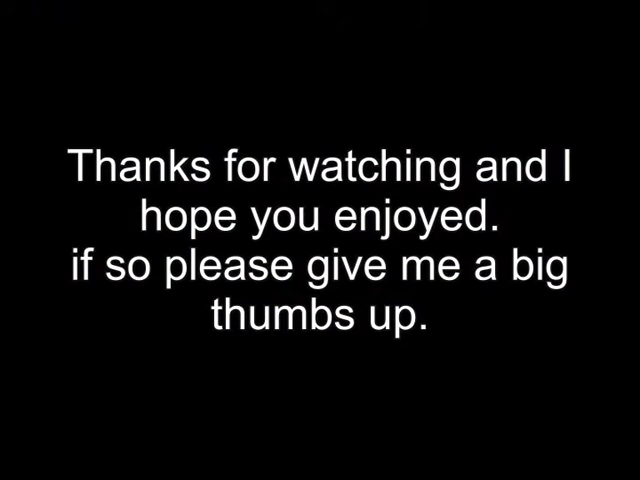 Thanks for watching and I
hope you enjoyed.
if so please give me a big
thumbs up.